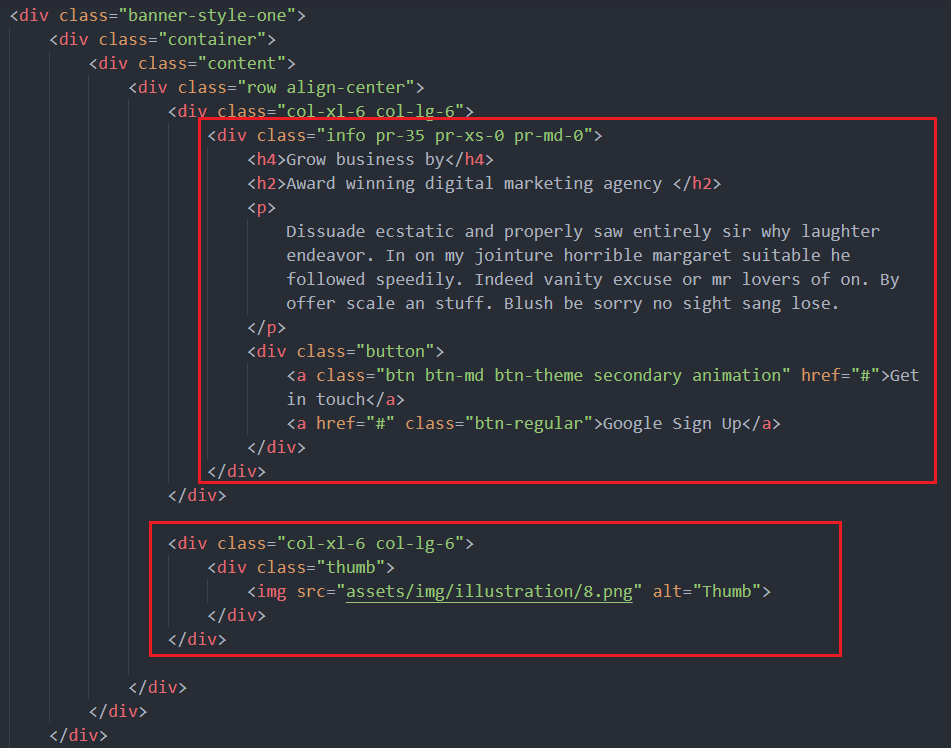 <div class="banner-style-one">
<div class="container">
<div class="content">
<div class="row align-center">
<div class="col-xl-6 col-lg-6">
<div class="info pr-35 pr-xs-0 pr-md-0">
<h4>Grow business by</h4>
<h2>Award winning digital marketing agency </h2>
<p>
Dissuade ecstatic and properly saw entirely sir why laughter
endeavor. In on my jointure horrible margaret suitable he
followed speedily. Indeed vanity excuse or mr lovers of on. By
offer scale an stuff. Blush be sorry no sight sang lose.
</p>
<div class="button">
<a class="btn btn-md btn-theme secondary animation" href="#">Get
in touch</a>
<a href="#" class="btn-regular">Google Sign Up</a>
</div>
</div>
</div>
<div class="col-xl-6 col-lg-6">
<div class="thumb">
<img src="assets/img/illustration/8.png" alt="Thumb">
</div>
</div>
</div>
</div>
</div>